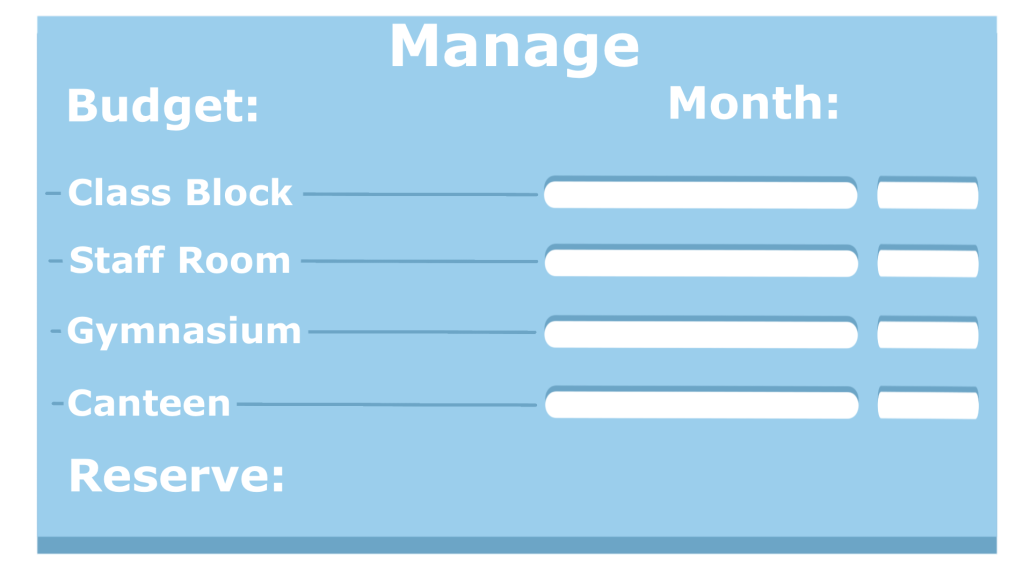 Manage
Budget: Month:
Class Block
Staff Room
Gymnasium
Canteen
Reserve: